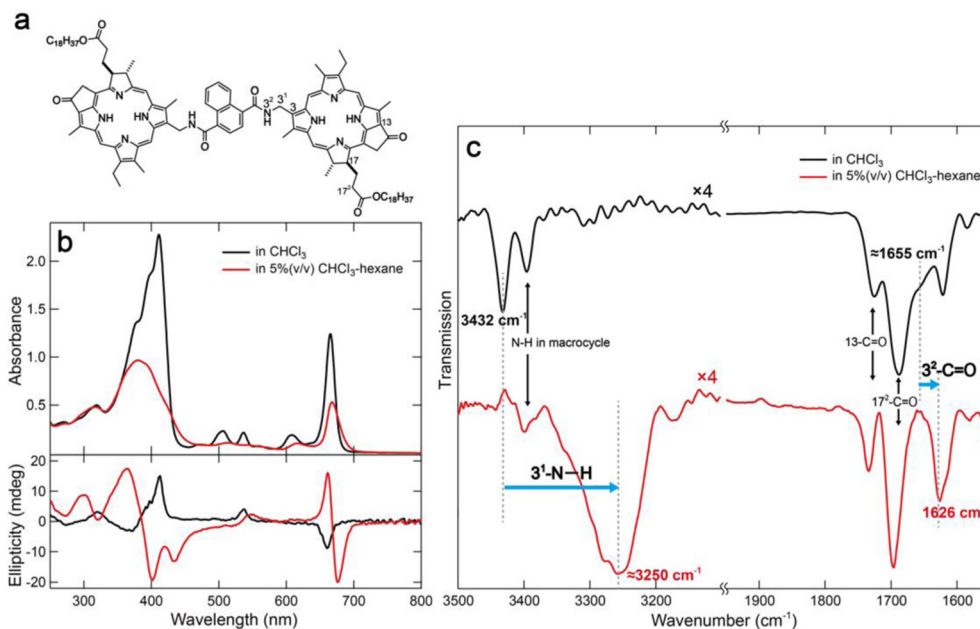 a
C18H37
O
O
O
NH
N
N
HN
NH
O
O
3²
N
H
3¹
3
NH
N
N
HN
13
O
17
17²
O
OC18H37
b
in CHCl3
in 5%(v/v) CHCl3-hexane
Absorbance
2.0
1.5
1.0
0.5
Ellipticity (mdeg)
20
10
0
-10
-20
300 400 500 600 700 800
Wavelength (nm)
c
in CHCl3
in 5%(v/v) CHCl3-hexane
×4
≈1655 cm-1
3432 cm-1
N-H in macrocycle
13-C=O
3²-C=O
17²-C=O
×4
3¹-N–H
1626 cm
≈3250 cm-1
Transmission
3500 3400 3300 3200 1900 1800 1700 1600
Wavenumber (cm-1)